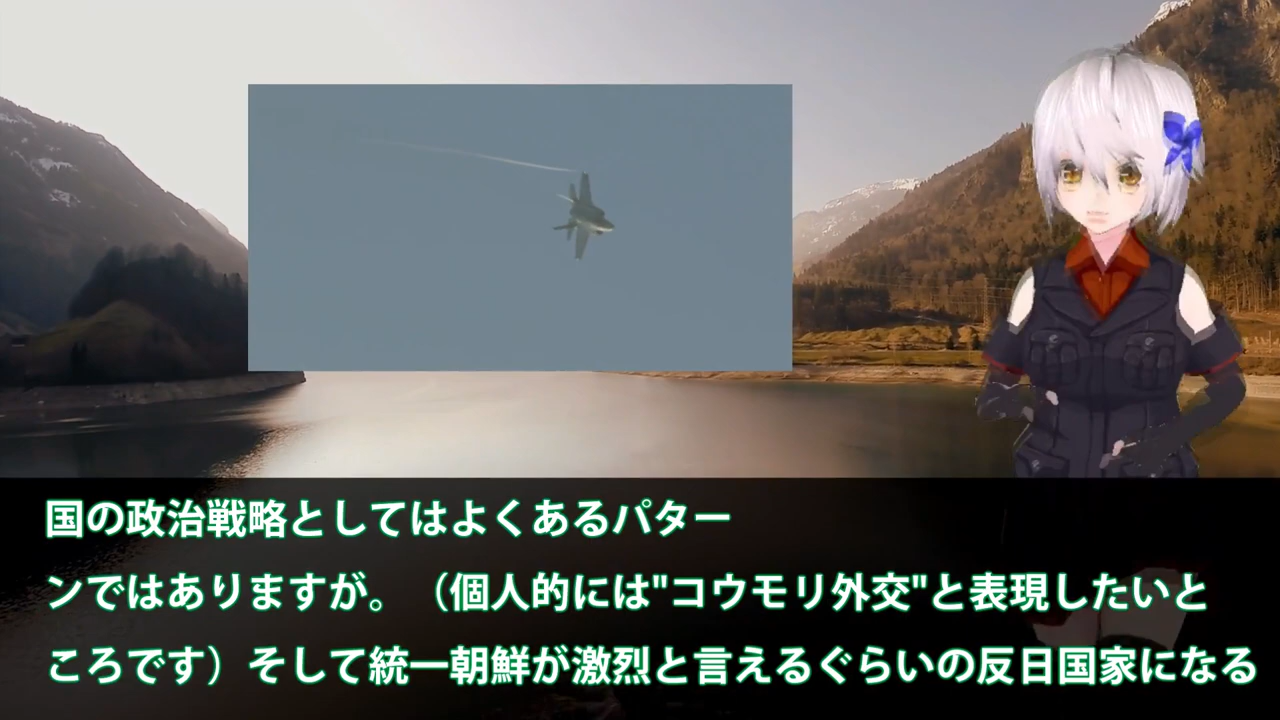 国の政治戦略としてはよくあるパター
ンではありますが。（個人的には"コウモリ外交"と表現したいと
ころです）そして統一朝鮮が激烈と言えるぐらいの反日国家になる